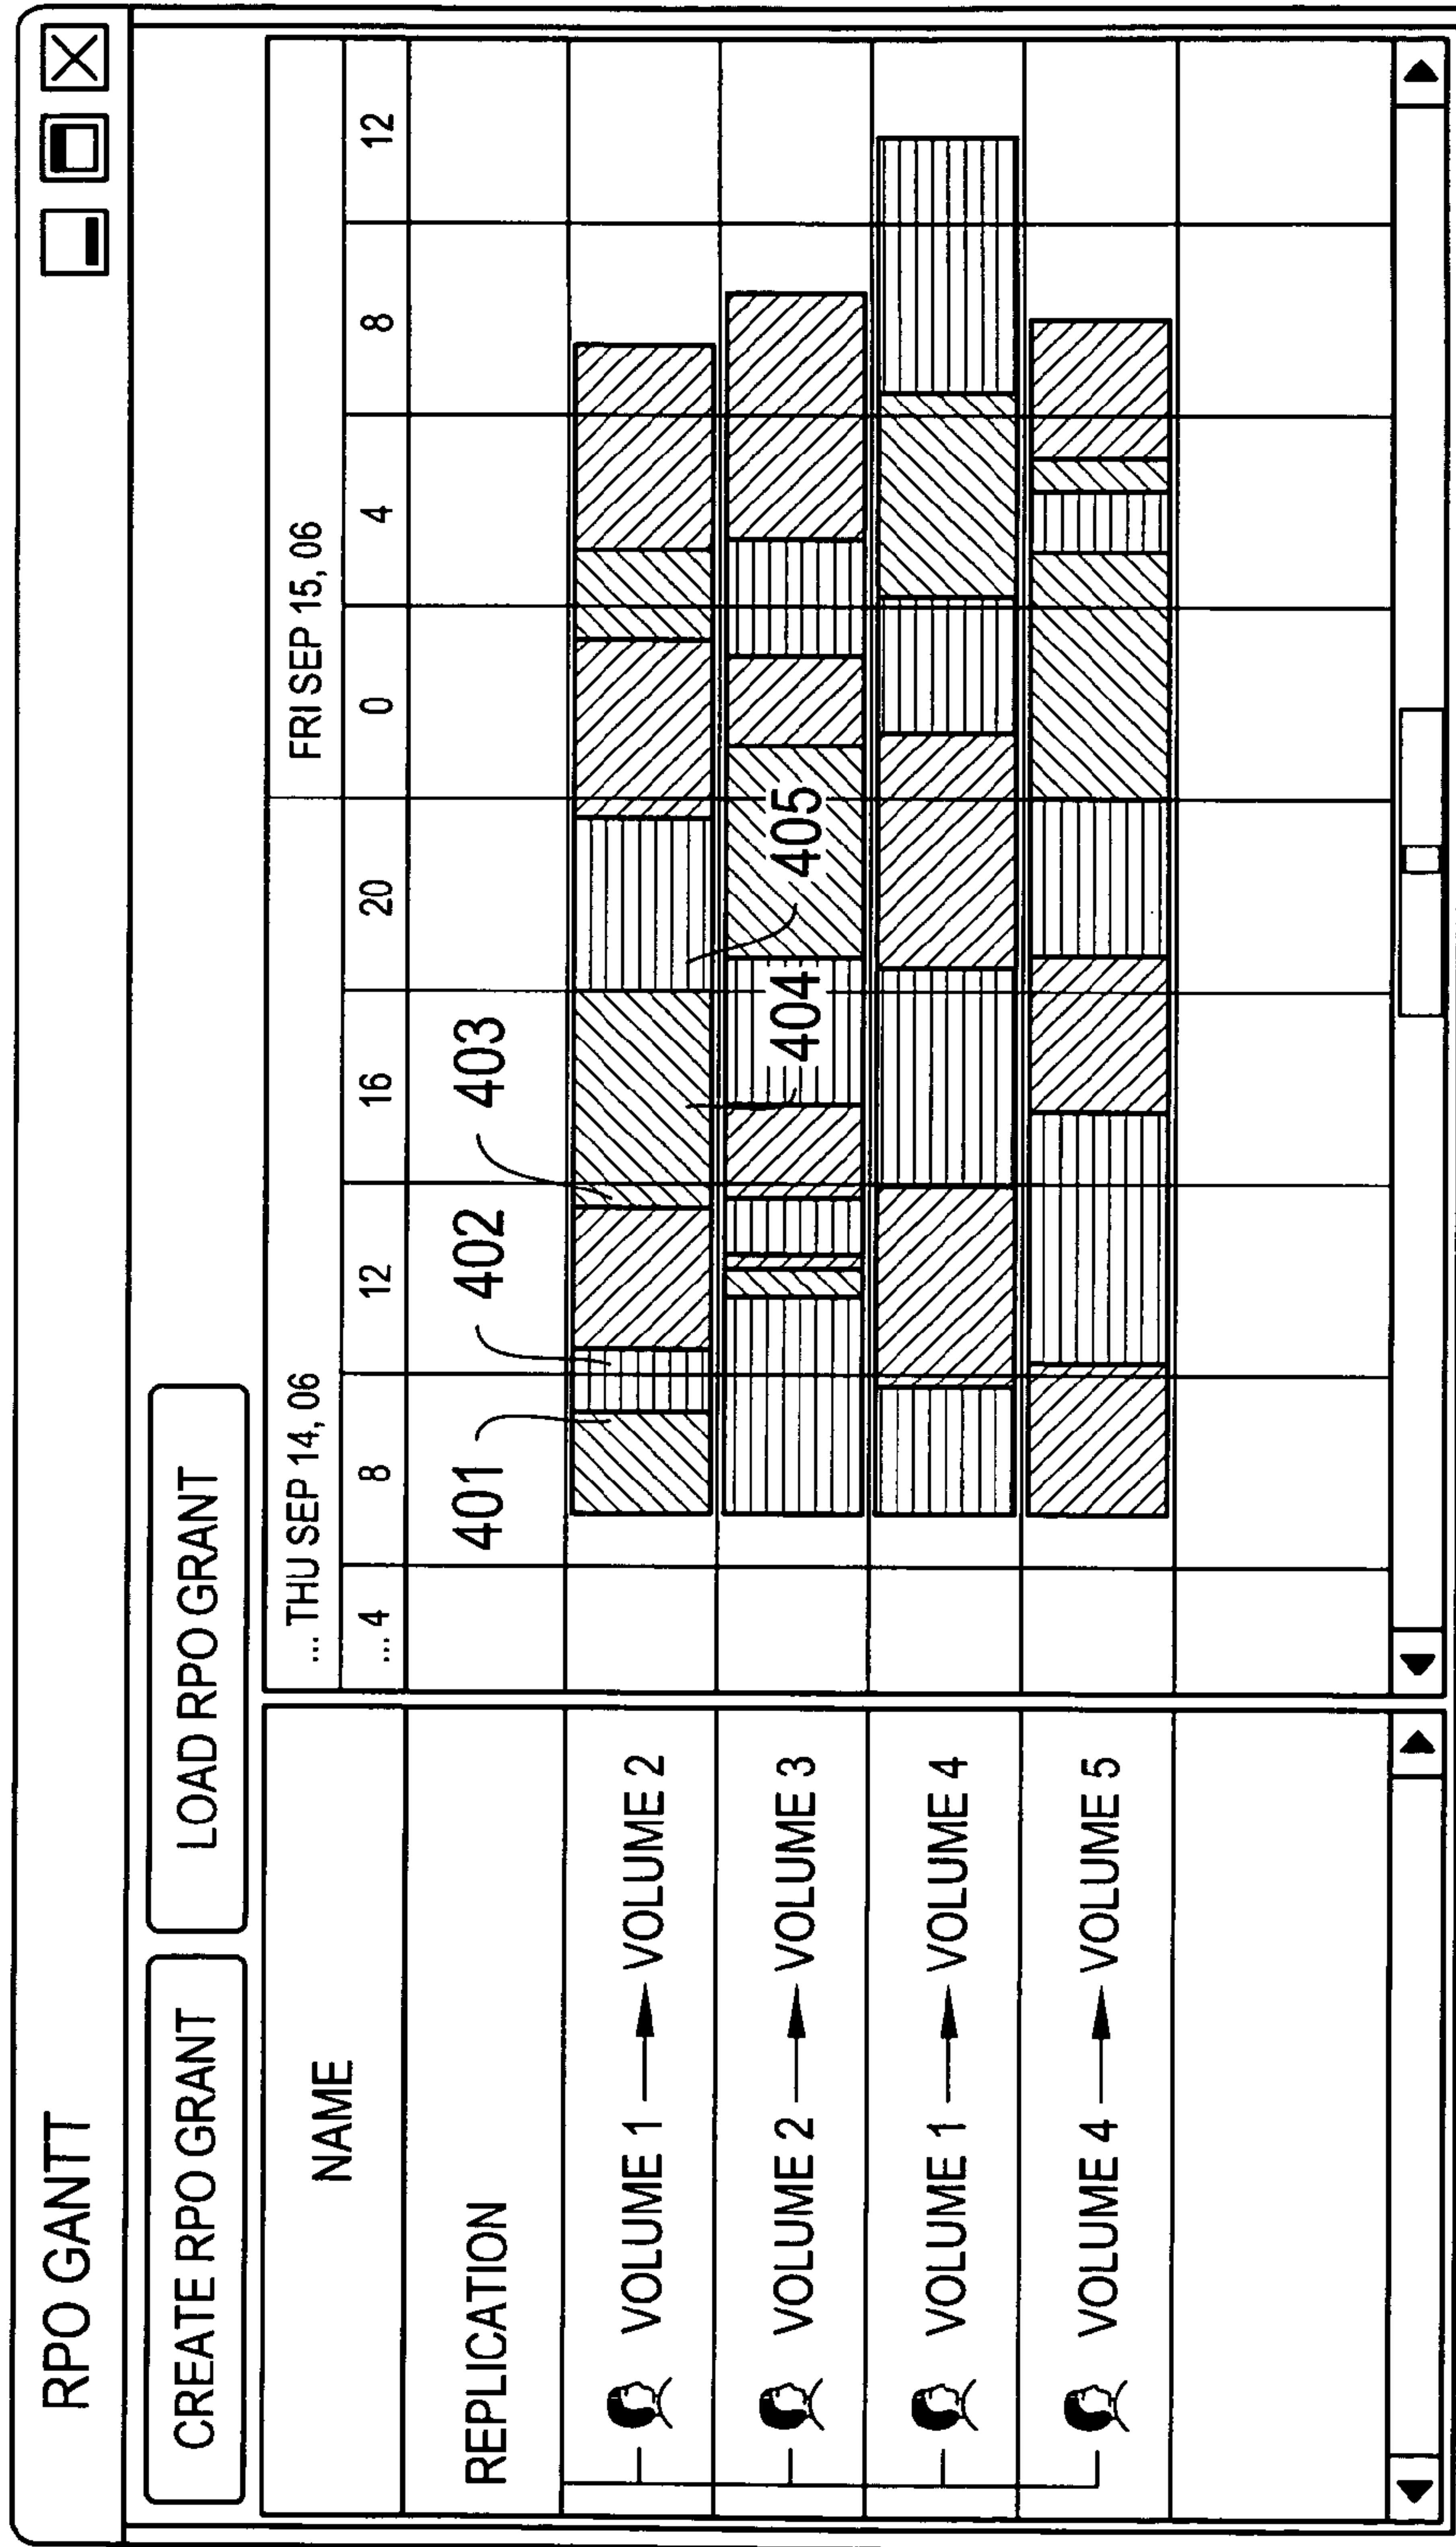 RPO GANTT
CREATE RPO GRANT
LOAD RPO GRANT
NAME
... THU SEP 14, 06
FRI SEP 15, 06
... 4 8 12 16 20 0 4 8 12
REPLICATION
401 402 403
VOLUME 1 VOLUME 2
VOLUME 2 VOLUME 3
404 405
VOLUME 1 VOLUME 4
VOLUME 4 VOLUME 5